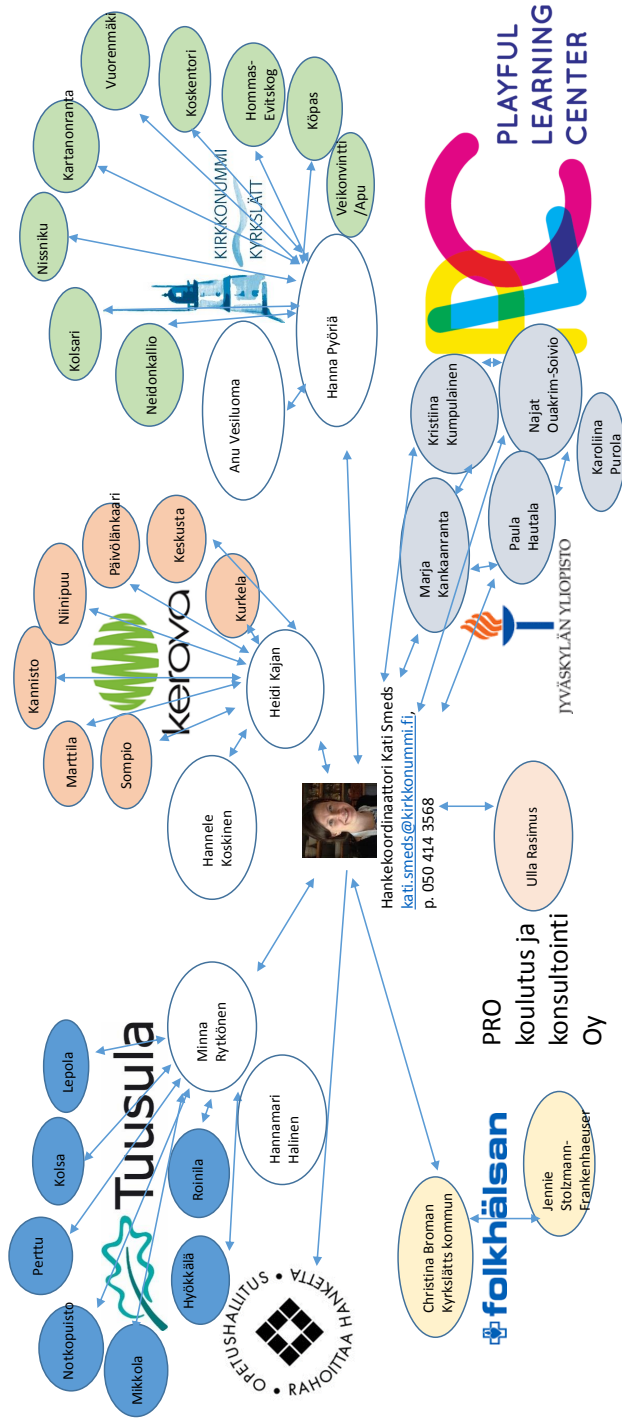 Mikkola
Notkopuisto
Perttu
Kolsa
Lepola
Tuusula
Hyökkälä
Roinila
Minna
Rytkönen
Hannamari
Halinen
OPETUSHALLITUS • RAHOITTAA HANKETTA •
Sompio
Marttila
Kannisto
Niinipuu
Päivölänkaari
Keskusta
Kurkela
kerava
Hannele
Koskinen
Heidi Kajan
Neidonkallio
Kolsari
Nissniku
Kartanonranta
Vuorenmäki
Koskentori
Hommas-
Evitskog
Köpas
Veikonvintti
/Apu
KIRKKONUMMI
KYRKSLÄTT
Anu Vesiluoma
Hanna Pyöriä
Hankekoordinaattori Kati Smeds
kati.smeds@kirkkonummi.fi,
p. 050 414 3568
Christina Broman
Kyrkslätts kommun
folkhälsan
Jennie
Stolzmann-
Frankenhaeuser
PRO
koulutus ja
konsultointi
Oy
Ulla Rasimus
Marja
Kankaanranta
Kristiina
Kumpulainen
Paula
Hautala
Najat
Ouakrim-Soivio
Karoliina
Purola
JYVÄSKYLÄN YLIOPISTO
PLC
PLAYFUL
LEARNING
CENTER